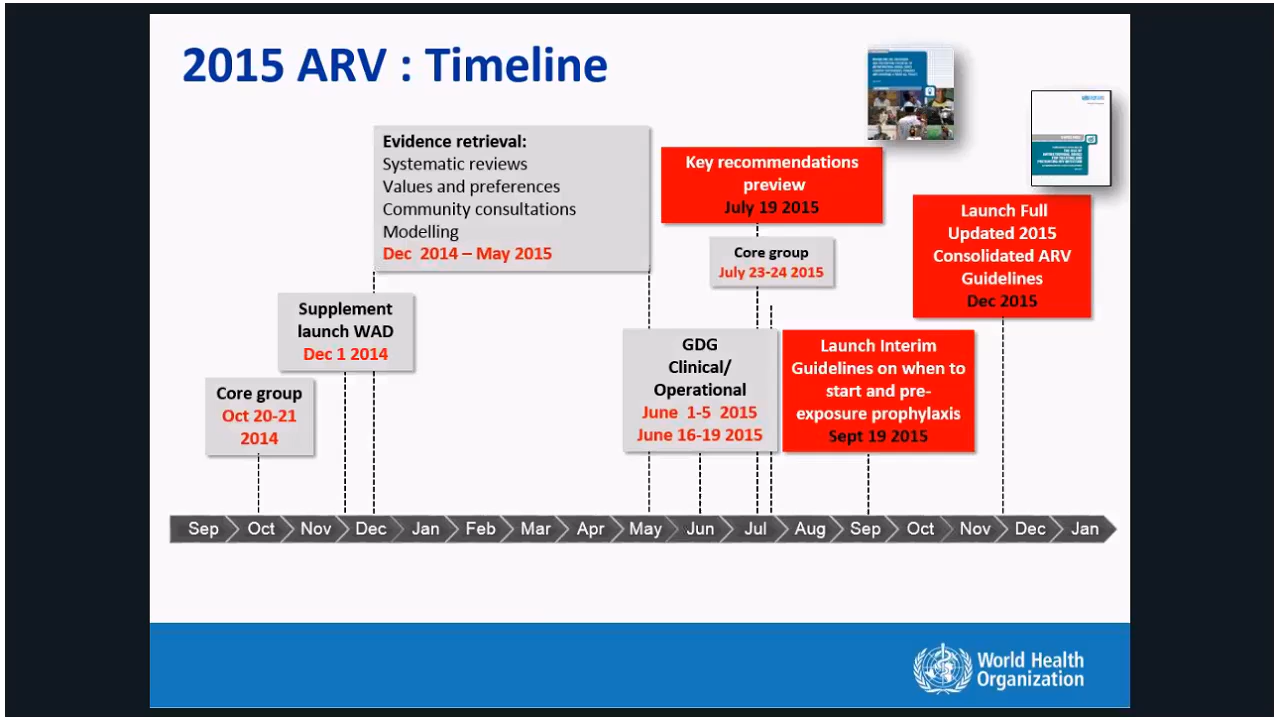 2015 ARV : Timeline
Evidence retrieval:
Systematic reviews
Values and preferences
Community consultations
Modelling
Dec 2014 – May 2015
Key recommendations
preview
July 19 2015
Launch Full
Updated 2015
Consolidated ARV
Guidelines
Dec 2015
Core group
July 23-24 2015
Supplement
launch WAD
Dec 1 2014
GDG
Clinical/
Operational
June 1-5 2015
June 16-19 2015
Launch Interim
Guidelines on when to
start and pre-
exposure prophylaxis
Sept 19 2015
Core group
Oct 20-21
2014
Sep Oct Nov Dec Jan Feb Mar Apr May Jun Jul Aug Sep Oct Nov Dec Jan
World Health
Organization